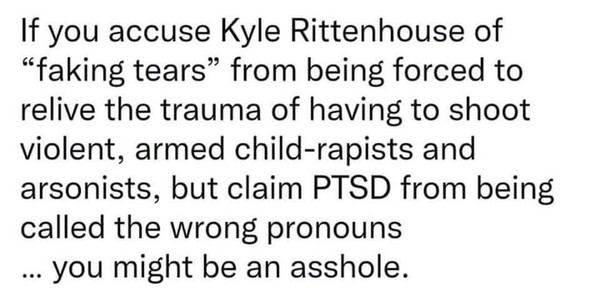 If you accuse Kyle Rittenhouse of
“faking tears” from being forced to
relive the trauma of having to shoot
violent, armed child-rapists and
arsonists, but claim PTSD from being
called the wrong pronouns
... you might be an asshole.